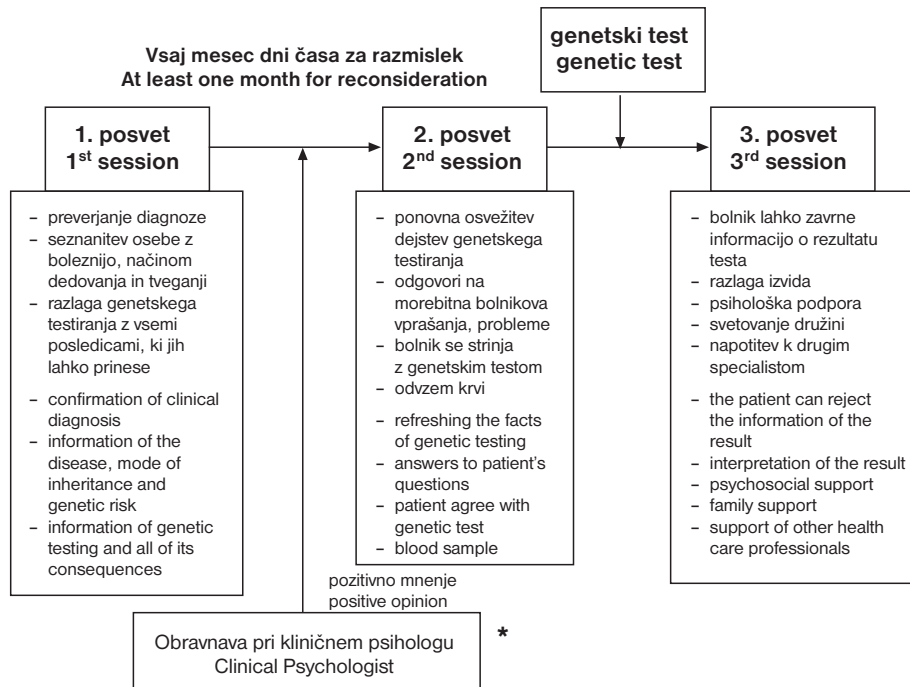 Vsaj mesec dni časa za razmislek
At least one month for reconsideration
genetski test
genetic test
1. posvet
1st session
2. posvet
2nd session
3. posvet
3rd session
– preverjanje diagnoze
– seznanitev osebe z
boleznijo, načinom
dedovanja in tveganji
– razlaga genetskega
testiranja z vsemi
posledicami, ki jih
lahko prinese
– confirmation of clinical
diagnosis
– information of the
disease, mode of
inheritance and
genetic risk
– information of genetic
testing and all of its
consequences
– ponovna osvežitev
dejstev genetskega
testiranja
– odgovori na
morebitna bolnikova
vprašanja, probleme
– bolnik se strinja
z genetskim testom
– odvzem krvi
– refreshing the facts
of genetic testing
– answers to patient’s
questions
– patient agree with
genetic test
– blood sample
– bolnik lahko zavrne
informacijo o rezultatu
testa
– razlaga izvida
– psihološka podpora
– svetovanje družini
– napotitev k drugim
specialistom
– the patient can reject
the information of the
result
– interpretation of the result
– psychosocial support
– family support
– support of other health
care professionals
pozitivno mnenje
positive opinion
Obravnava pri kliničnem psihologu
Clinical Psychologist
*